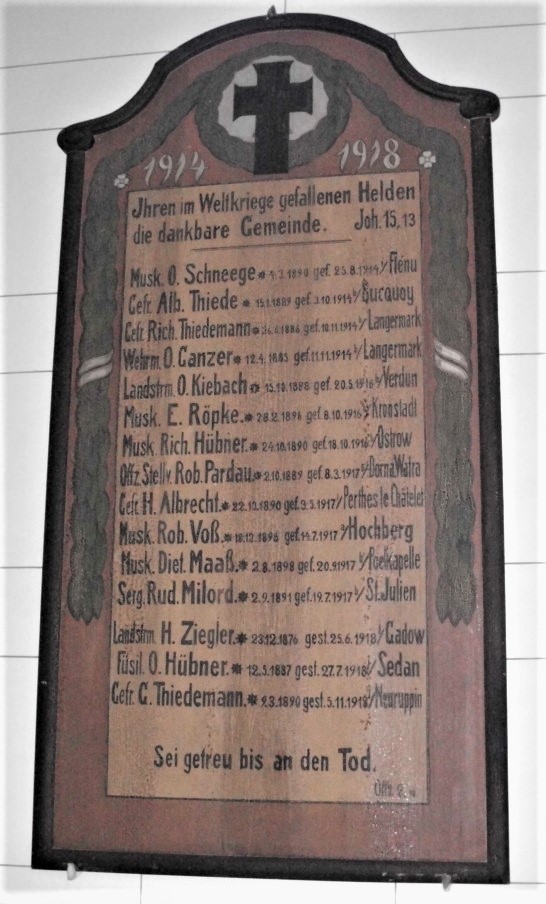 1914 1918
Jhren im Weltkriege gefallenen Helden
die dankbare Gemeinde. Joh. 15, 13
Musk. O. Schneege * 4.3.1890 gef. 25.8.1914 b/ Flénu
Gefr. Alb. Thiede * 15.1.1889 gef. 3.10.1914 b/ Bucquoy
Gefr. Rich. Thiedemann * 26.6.1886 gef. 10.11.1914 b/ Langermark
Wehrm. O. Ganzer * 12.4.1883 gef. 11.11.1914 b/ Langermark
Landstrm. O. Kiebach * 15.10.1888 gef. 20.5.1916 b/ Verdun
Musk. E. Röpke. * 28.2.1896 gef. 8.10.1916 b/ Kronstadt
Musk. Rich. Hübner. * 24.10.1890 gef. 18.10.1916 b/ Ostrow
Offz. Stellv. Rob. Pardau. * 2.10.1889 gef. 8.3.1917 b/ Dorna Watra
Gefr. H. Albrecht. * 22.12.1890 gef. 9.5.1917 b/ Perthes le Châtelet
Musk. Rob. Voß. * 18.12.1896 gef. 14.7.1917 a/ Hochberg
Musk. Diet. Maaß. * 2.8.1898 gef. 20.9.1917 b/ Poelkapelle
Serg. Rud. Milord. * 2.9.1891 gef. 19.7.1917 b/ St. Julien
Landstrm. H. Ziegler. * 23.12.1876 gest. 25.6.1918 b/ Gadow
Füsil. O. Hübner. * 12.5.1887 gest. 27.7.1918 b/ Sedan
Gefr. G. Thiedemann. * 9.3.1890 gest. 5.11.1918 b/ Neuruppin
Sei getreu bis an den Tod.
Offb. 2.